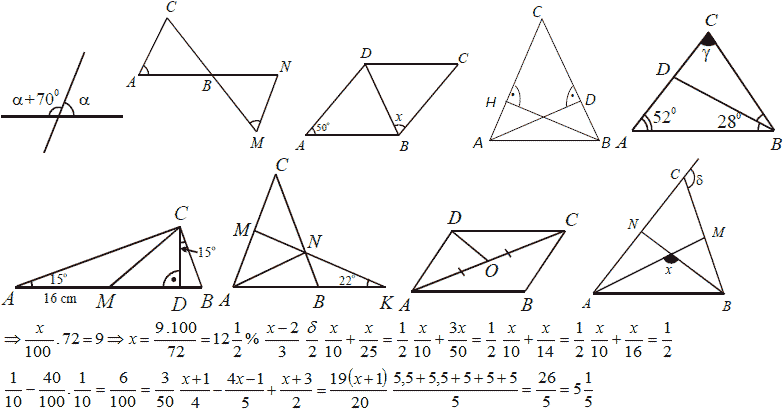 α+70⁰ α
A C B N M
A D C B 50° x
C H D A B
C γ D 52⁰ 28⁰ A B
A 15° 16 cm M C 15° D B
C M N A B 22° K
D C O A B
C δ N M x A B
⇒ x/100 . 72 = 9 ⇒ x = 9.100/72 = 12 1/2 % x−2/3 δ/2 x/10 + x/25 = 1/2 x/10 + 3x/50 = 1/2 x/10 + x/14 = 1/2 x/10 + x/16 = 1/2
1/10 − 40/100 . 1/10 = 6/100 = 3/50 x+1/4 − 4x−1/5 + x+3/2 = 19(x+1)/20 5,5+5,5+5+5+5/5 = 26/5 = 5 1/5